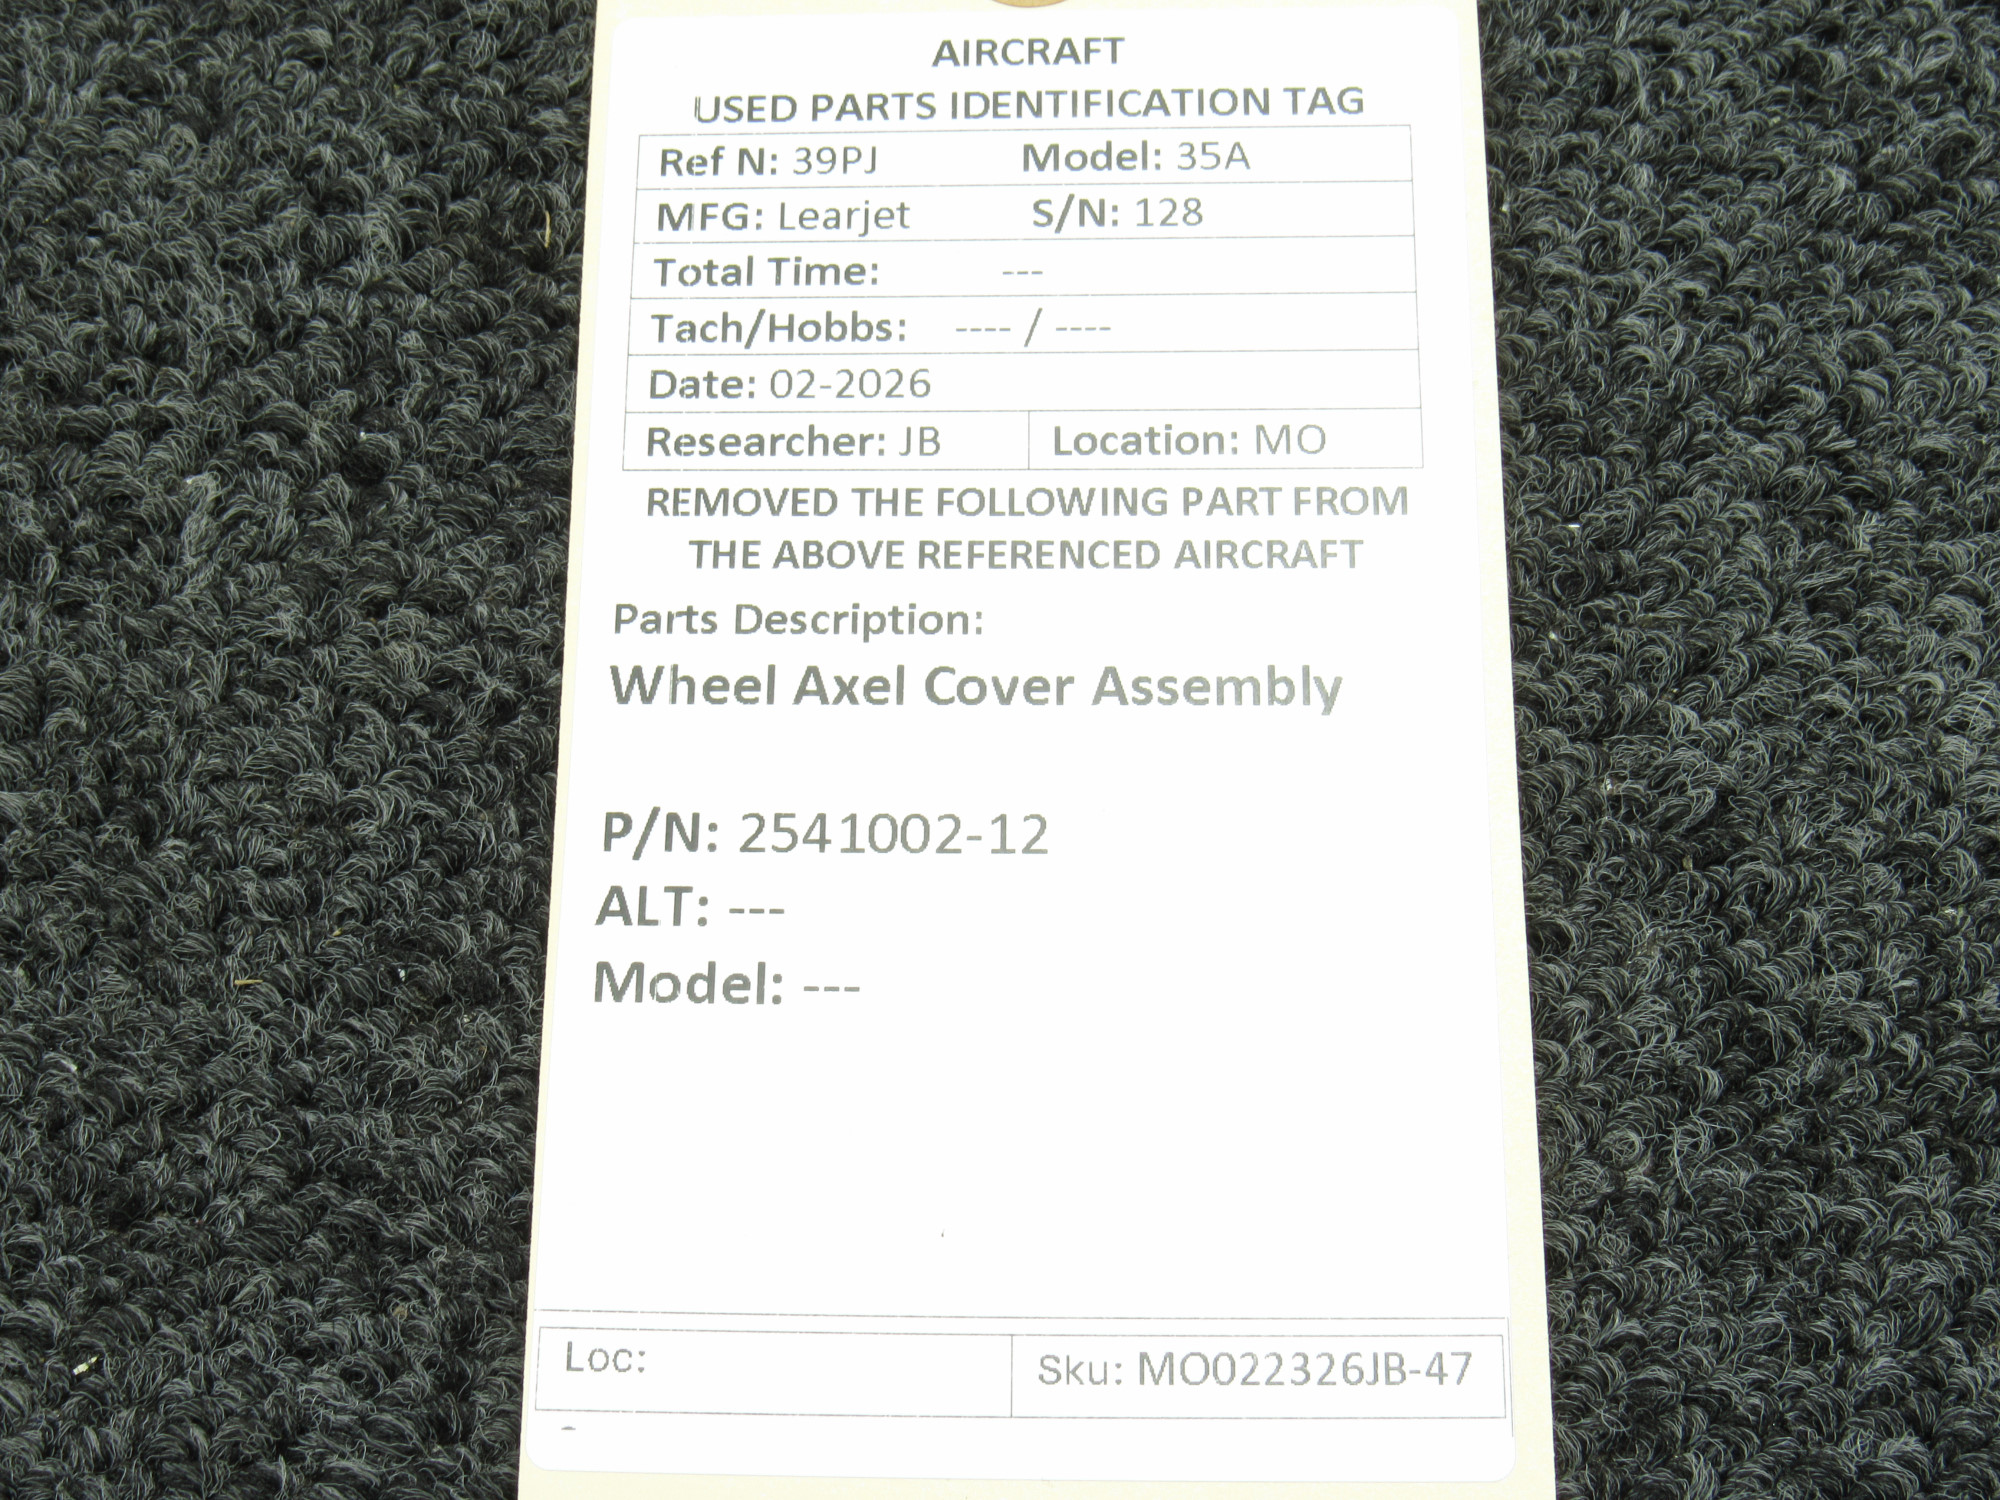 AIRCRAFT
USED PARTS IDENTIFICATION TAG
Ref N: 39PJ Model: 35A
MFG: Learjet S/N: 128
Total Time: ---
Tach/Hobbs: ---- / ----
Date: 02-2026
Researcher: JB Location: MO
REMOVED THE FOLLOWING PART FROM
THE ABOVE REFERENCED AIRCRAFT
Parts Description:
Wheel Axel Cover Assembly
P/N: 2541002-12
ALT: ---
Model: ---
Loc: Sku: MO022326JB-47